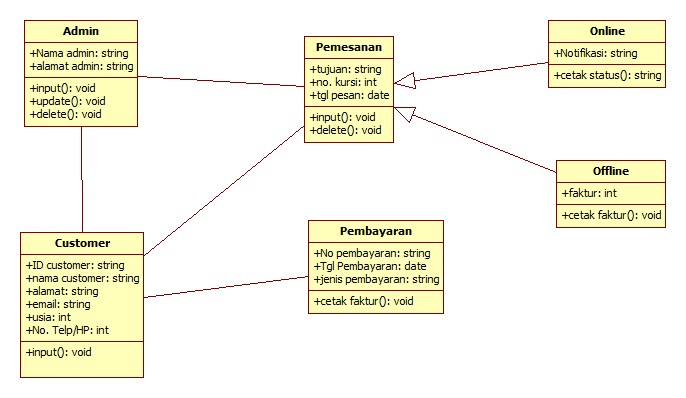 Admin
+Nama admin: string
+alamat admin: string
+input(): void
+update(): void
+delete(): void
Pemesanan
+tujuan: string
+no. kursi: int
+tgl pesan: date
+input(): void
+delete(): void
Online
+Notifikasi: string
+cetak status(): string
Offline
+faktur: int
+cetak faktur(): void
Customer
+ID customer: string
+nama customer: string
+alamat: string
+email: string
+usia: int
+No. Telp/HP: int
+input(): void
Pembayaran
+No pembayaran: string
+Tgl Pembayaran: date
+jenis pembayaran: string
+cetak faktur(): void